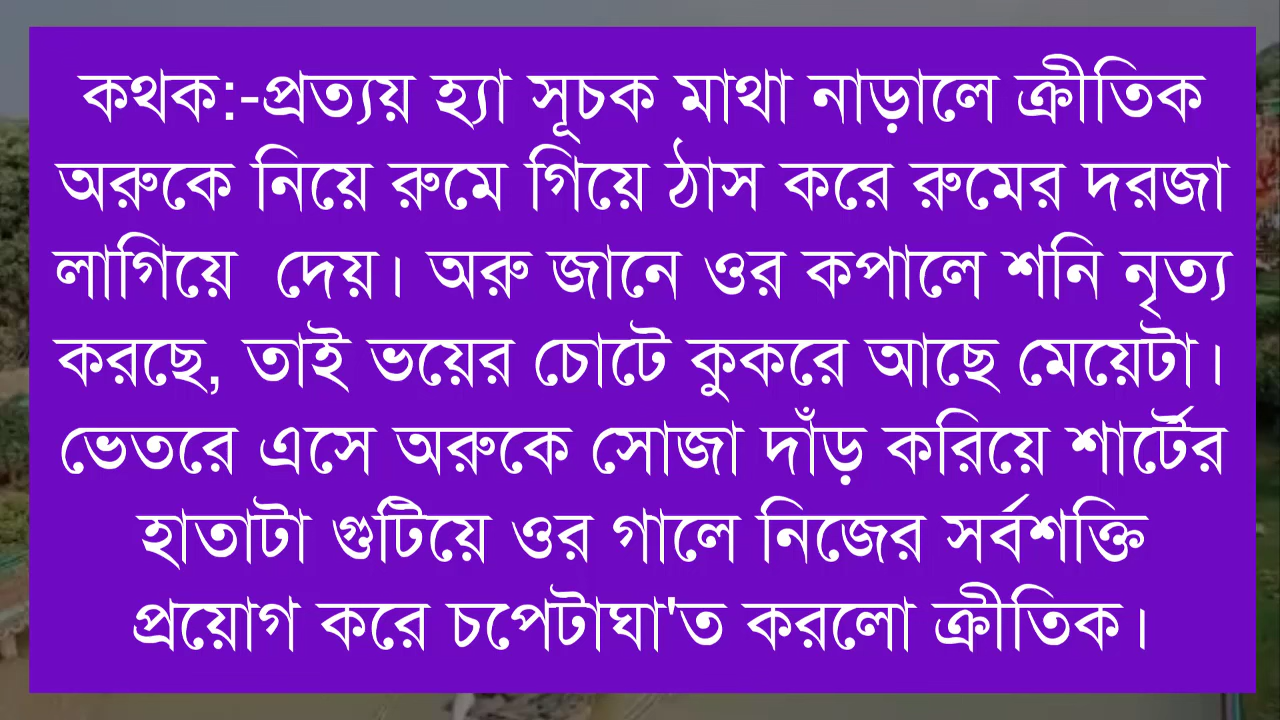 কথক:-প্রত্যয় হ্যা সূচক মাথা নাড়ালে ক্রীতিক
অরুকে নিয়ে রুমে গিয়ে ঠাস করে রুমের দরজা
লাগিয়ে  দেয়। অরু জানে ওর কপালে শনি নৃত্য
করছে, তাই ভয়ের চোটে কুকরে আছে মেয়েটা।
ভেতরে এসে অরুকে সোজা দাঁড় করিয়ে শার্টের
হাতাটা গুটিয়ে ওর গালে নিজের সর্বশক্তি
প্রয়োগ করে চপেটাঘা'ত করলো ক্রীতিক।